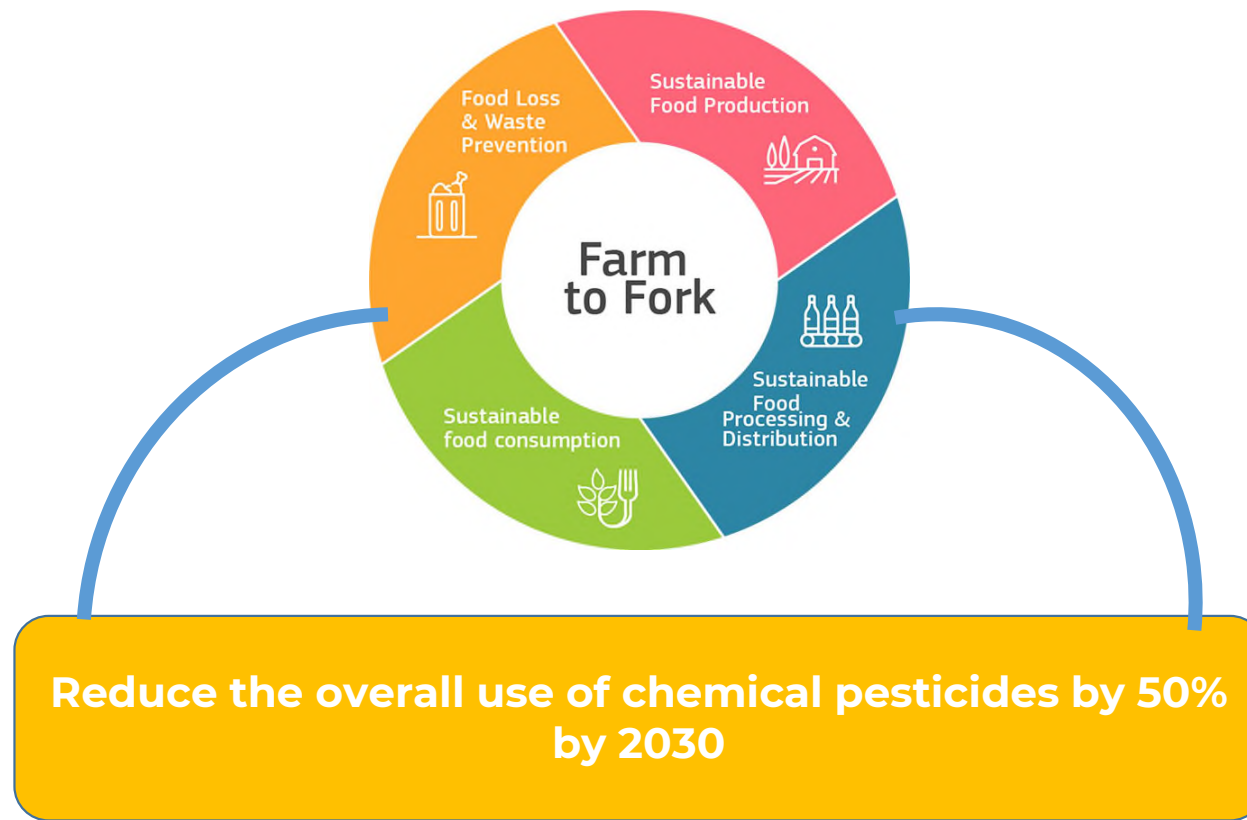 Food Loss
& Waste
Prevention
Sustainable
Food Production
Farm
to Fork
Sustainable
Food
Processing &
Distribution
Sustainable
food consumption
Reduce the overall use of chemical pesticides by 50%
by 2030